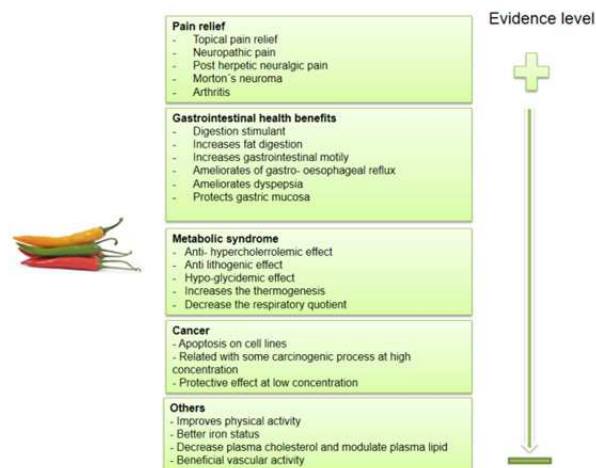 Evidence level
Pain relief
- Topical pain relief
- Neuropathic pain
- Post herpetic neuralgic pain
- Morton´s neuroma
- Arthritis
Gastrointestinal health benefits
- Digestion stimulant
- Increases fat digestion
- Increases gastrointestinal motily
- Ameliorates of gastro- oesophageal reflux
- Ameliorates dyspepsia
- Protects gastric mucosa
Metabolic syndrome
- Anti- hypercholerrolemic effect
- Anti lithogenic effect
- Hypo-glycidemic effect
- Increases the thermogenesis
- Decrease the respiratory quotient
Cancer
- Apoptosis on cell lines
- Related with some carcinogenic process at high
concentration
- Protective effect at low concentration
Others
- Improves physical activity
- Better iron status
- Decrease plasma cholesterol and modulate plasma lipid
- Beneficial vascular activity